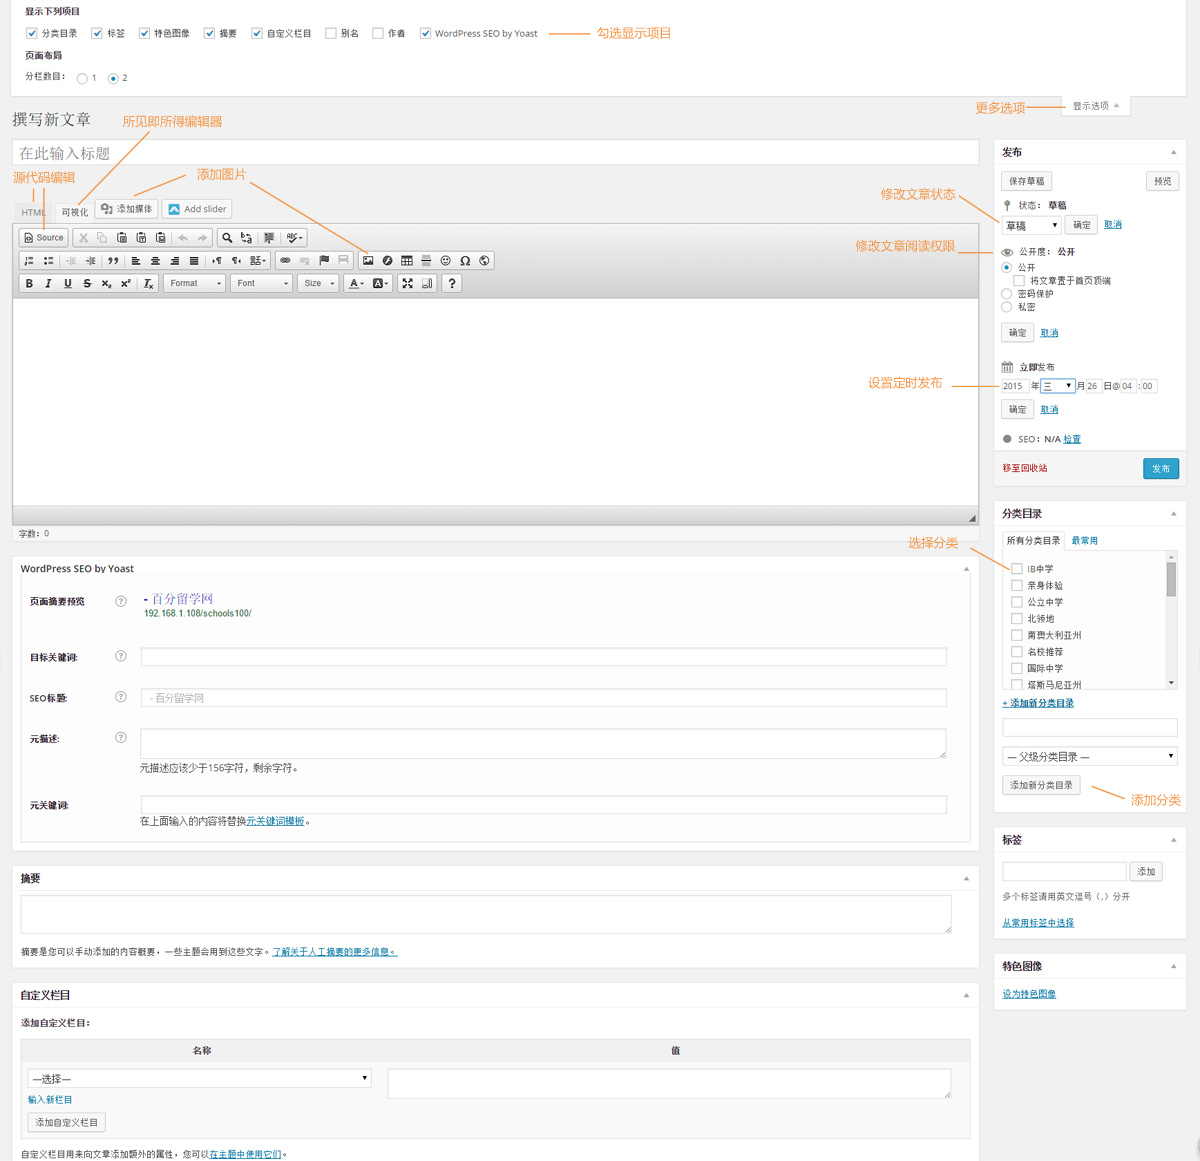 显示下列项目
分类目录 标签 特色图像 摘要 自定义栏目 别名 作者 WordPress SEO by Yoast 勾选显示项目
页面布局
分栏数目： 1 2
更多选项 显示选项
撰写新文章 所见即所得编辑器
在此输入标题
源代码编辑 添加图片
HTML 可视化 添加媒体 Add slider
Source
Format Font Size ?
字数：0
发布
保存草稿 预览
修改文章状态
状态：草稿
草稿 确定 取消
修改文章阅读权限
公开度：公开
公开
将文章置于首页顶端
密码保护
私密
确定 取消
立即发布
设置定时发布
2015 年 三 月 26 日@ 04 : 00
确定 取消
SEO：N/A 检查
移至回收站 发布
分类目录
选择分类
所有分类目录 最常用
IB中学
亲身体验
公立中学
北领地
南澳大利亚州
名校推荐
国际中学
塔斯马尼亚州
+ 添加新分类目录
— 父级分类目录 —
添加新分类目录
添加分类
WordPress SEO by Yoast
页面摘要预览 ? - 百分留学网
192.168.1.108/schools100/
目标关键词: ?
SEO标题: ? - 百分留学网
元描述: ?
元描述应该少于156字符，剩余字符。
元关键词:
在上面输入的内容将替换元关键词模板。
标签
添加
多个标签请用英文逗号（,）分开
从常用标签中选择
摘要
摘要是您可以手动添加的内容概要，一些主题会用到这些文字。了解关于人工摘要的更多信息。
特色图像
设为特色图像
自定义栏目
添加自定义栏目：
名称 值
—选择—
输入新栏目
添加自定义栏目
自定义栏目用来向文章添加额外的属性，您可以在主题中使用它们。